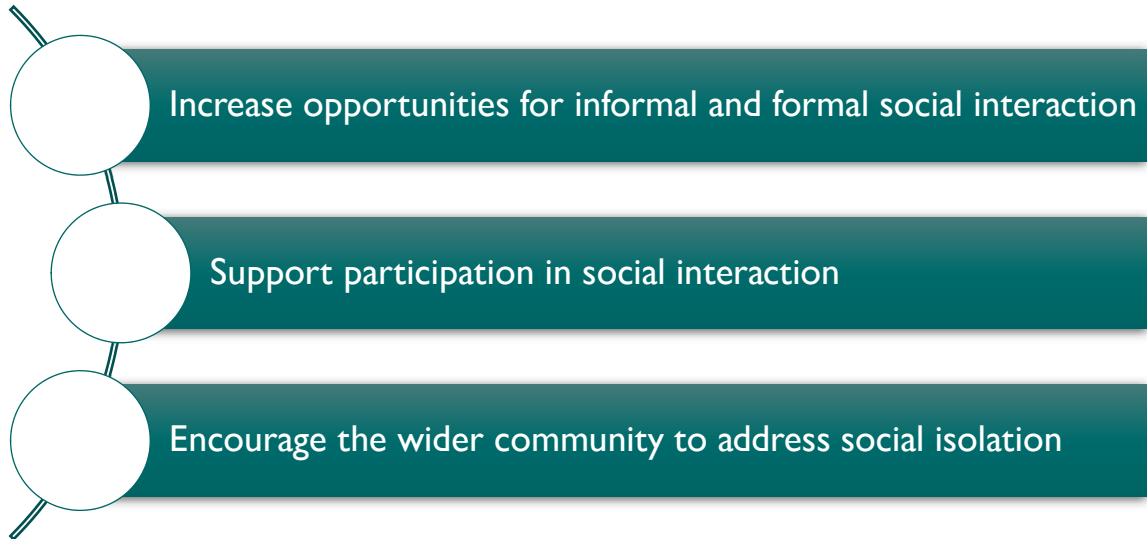 Increase opportunities for informal and formal social interaction
Support participation in social interaction
Encourage the wider community to address social isolation